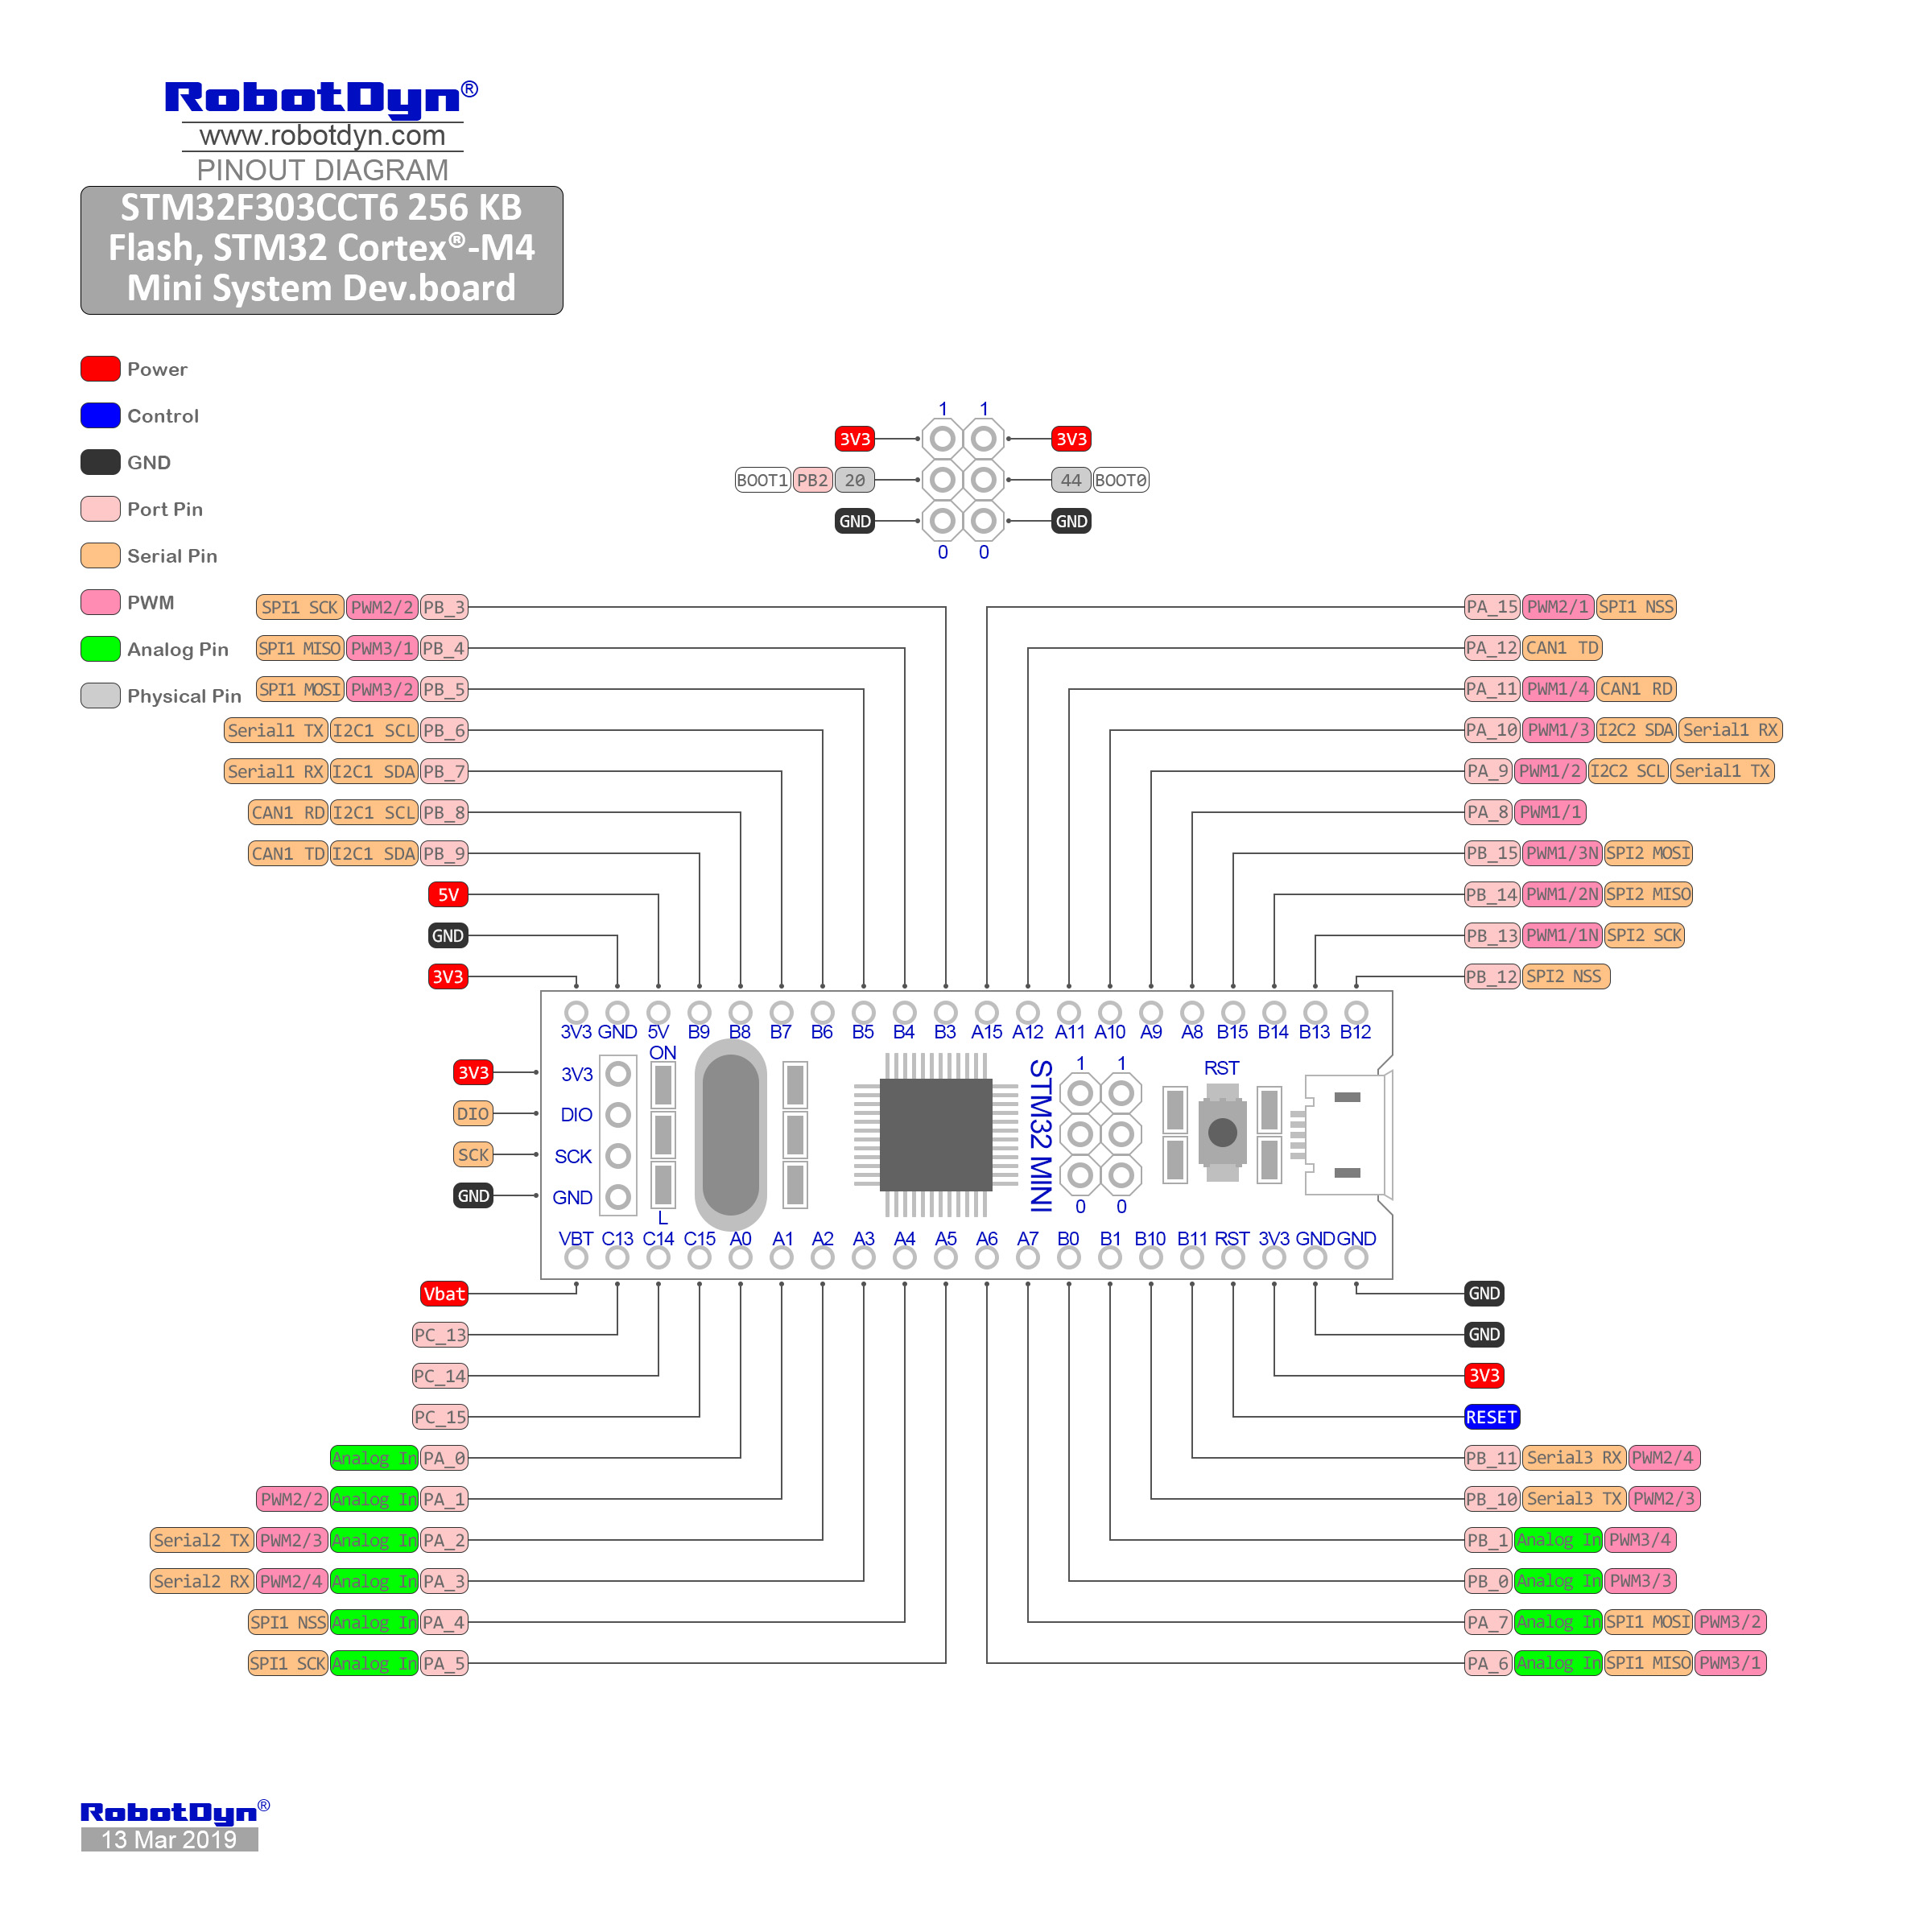 RobotDyn®
www.robotdyn.com
PINOUT DIAGRAM
STM32F303CCT6 256 KB
Flash, STM32 Cortex®-M4
Mini System Dev.board
Power
Control
GND
Port Pin
Serial Pin
PWM
Analog Pin
Physical Pin
1 1
3V3 3V3
BOOT1 PB2 20 44 BOOT0
GND GND
0 0
SPI1 SCK PWM2/2 PB_3
SPI1 MISO PWM3/1 PB_4
SPI1 MOSI PWM3/2 PB_5
Serial1 TX I2C1 SCL PB_6
Serial1 RX I2C1 SDA PB_7
CAN1 RD I2C1 SCL PB_8
CAN1 TD I2C1 SDA PB_9
5V
GND
3V3
PA_15 PWM2/1 SPI1 NSS
PA_12 CAN1 TD
PA_11 PWM1/4 CAN1 RD
PA_10 PWM1/3 I2C2 SDA Serial1 RX
PA_9 PWM1/2 I2C2 SCL Serial1 TX
PA_8 PWM1/1
PB_15 PWM1/3N SPI2 MOSI
PB_14 PWM1/2N SPI2 MISO
PB_13 PWM1/1N SPI2 SCK
PB_12 SPI2 NSS
3V3 GND 5V B9 B8 B7 B6 B5 B4 B3 A15 A12 A11 A10 A9 A8 B15 B14 B13 B12
ON
3V3 3V3
DIO DIO
SCK SCK
GND GND
L
STM32 MINI
1 1
0 0
RST
VBT C13 C14 C15 A0 A1 A2 A3 A4 A5 A6 A7 B0 B1 B10 B11 RST 3V3 GND GND
Vbat
PC_13
PC_14
PC_15
Analog In PA_0
PWM2/2 Analog In PA_1
Serial2 TX PWM2/3 Analog In PA_2
Serial2 RX PWM2/4 Analog In PA_3
SPI1 NSS Analog In PA_4
SPI1 SCK Analog In PA_5
GND
GND
3V3
RESET
PB_11 Serial3 RX PWM2/4
PB_10 Serial3 TX PWM2/3
PB_1 Analog In PWM3/4
PB_0 Analog In PWM3/3
PA_7 Analog In SPI1 MOSI PWM3/2
PA_6 Analog In SPI1 MISO PWM3/1
RobotDyn®
13 Mar 2019